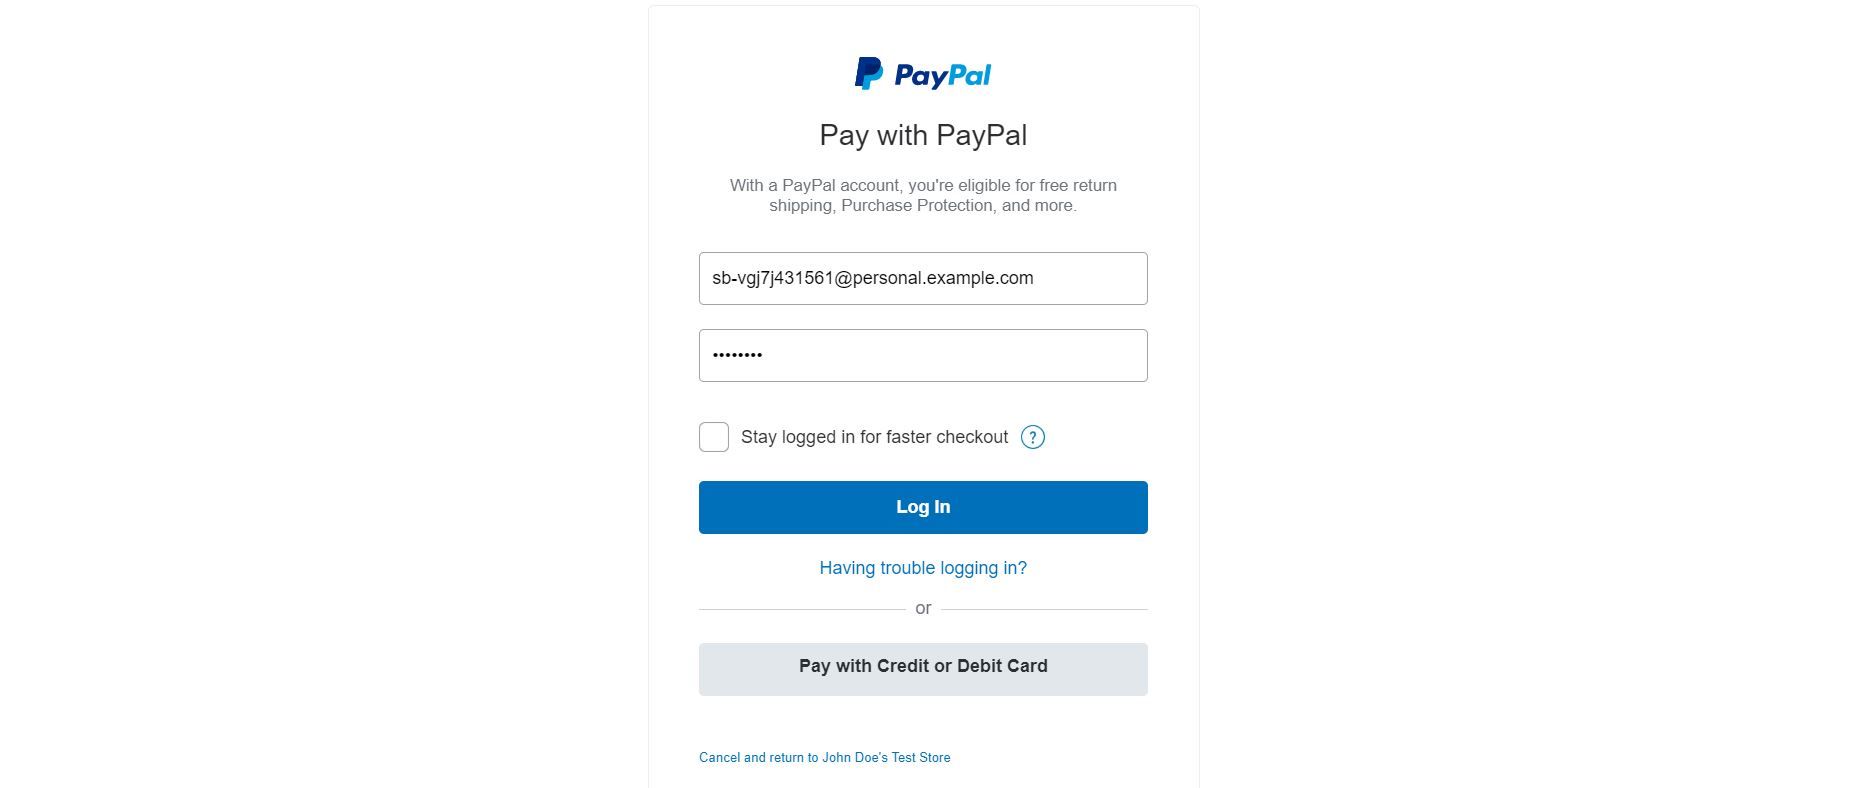 PayPal
Pay with PayPal
With a PayPal account, you're eligible for free return
shipping, Purchase Protection, and more.
sb-vgj7j431561@personal.example.com
••••••••
Stay logged in for faster checkout ?
Log In
Having trouble logging in?
or
Pay with Credit or Debit Card
Cancel and return to John Doe's Test Store